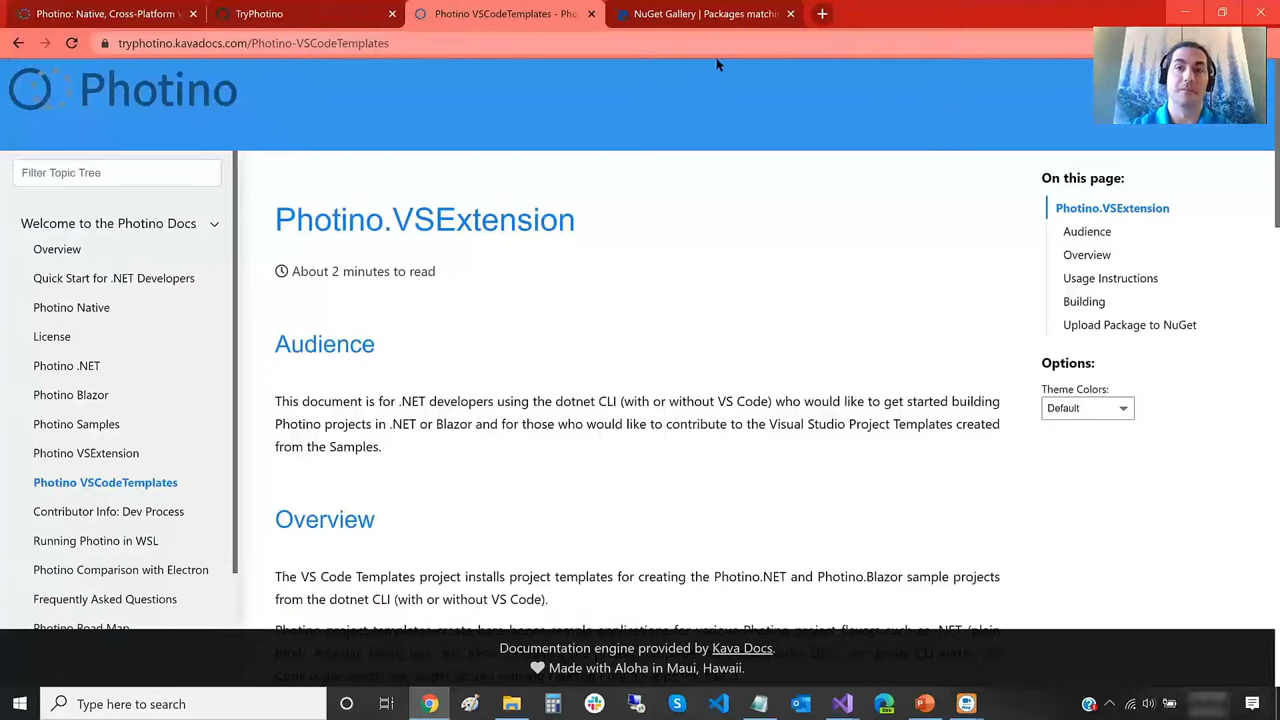 Photino: Native, Cross-Platform
TryPhotino
Photino VSCodeTemplates - Pho
NuGet Gallery | Packages matchi
tryphotino.kavadocs.com/Photino-VSCodeTemplates
Photino
Filter Topic Tree
Welcome to the Photino Docs
Overview
Quick Start for .NET Developers
Photino Native
License
Photino .NET
Photino Blazor
Photino Samples
Photino VSExtension
Photino VSCodeTemplates
Contributor Info: Dev Process
Running Photino in WSL
Photino Comparison with Electron
Frequently Asked Questions
Photino Road Map
Photino.VSExtension
About 2 minutes to read
Audience
This document is for .NET developers using the dotnet CLI (with or without VS Code) who would like to get started building
Photino projects in .NET or Blazor and for those who would like to contribute to the Visual Studio Project Templates created
from the Samples.
Overview
The VS Code Templates project installs project templates for creating the Photino.NET and Photino.Blazor sample projects
from the dotnet CLI (with or without VS Code).
On this page:
Photino.VSExtension
Audience
Overview
Usage Instructions
Building
Upload Package to NuGet
Options:
Theme Colors:
Default
Documentation engine provided by Kava Docs.
Made with Aloha in Maui, Hawaii.
Type here to search